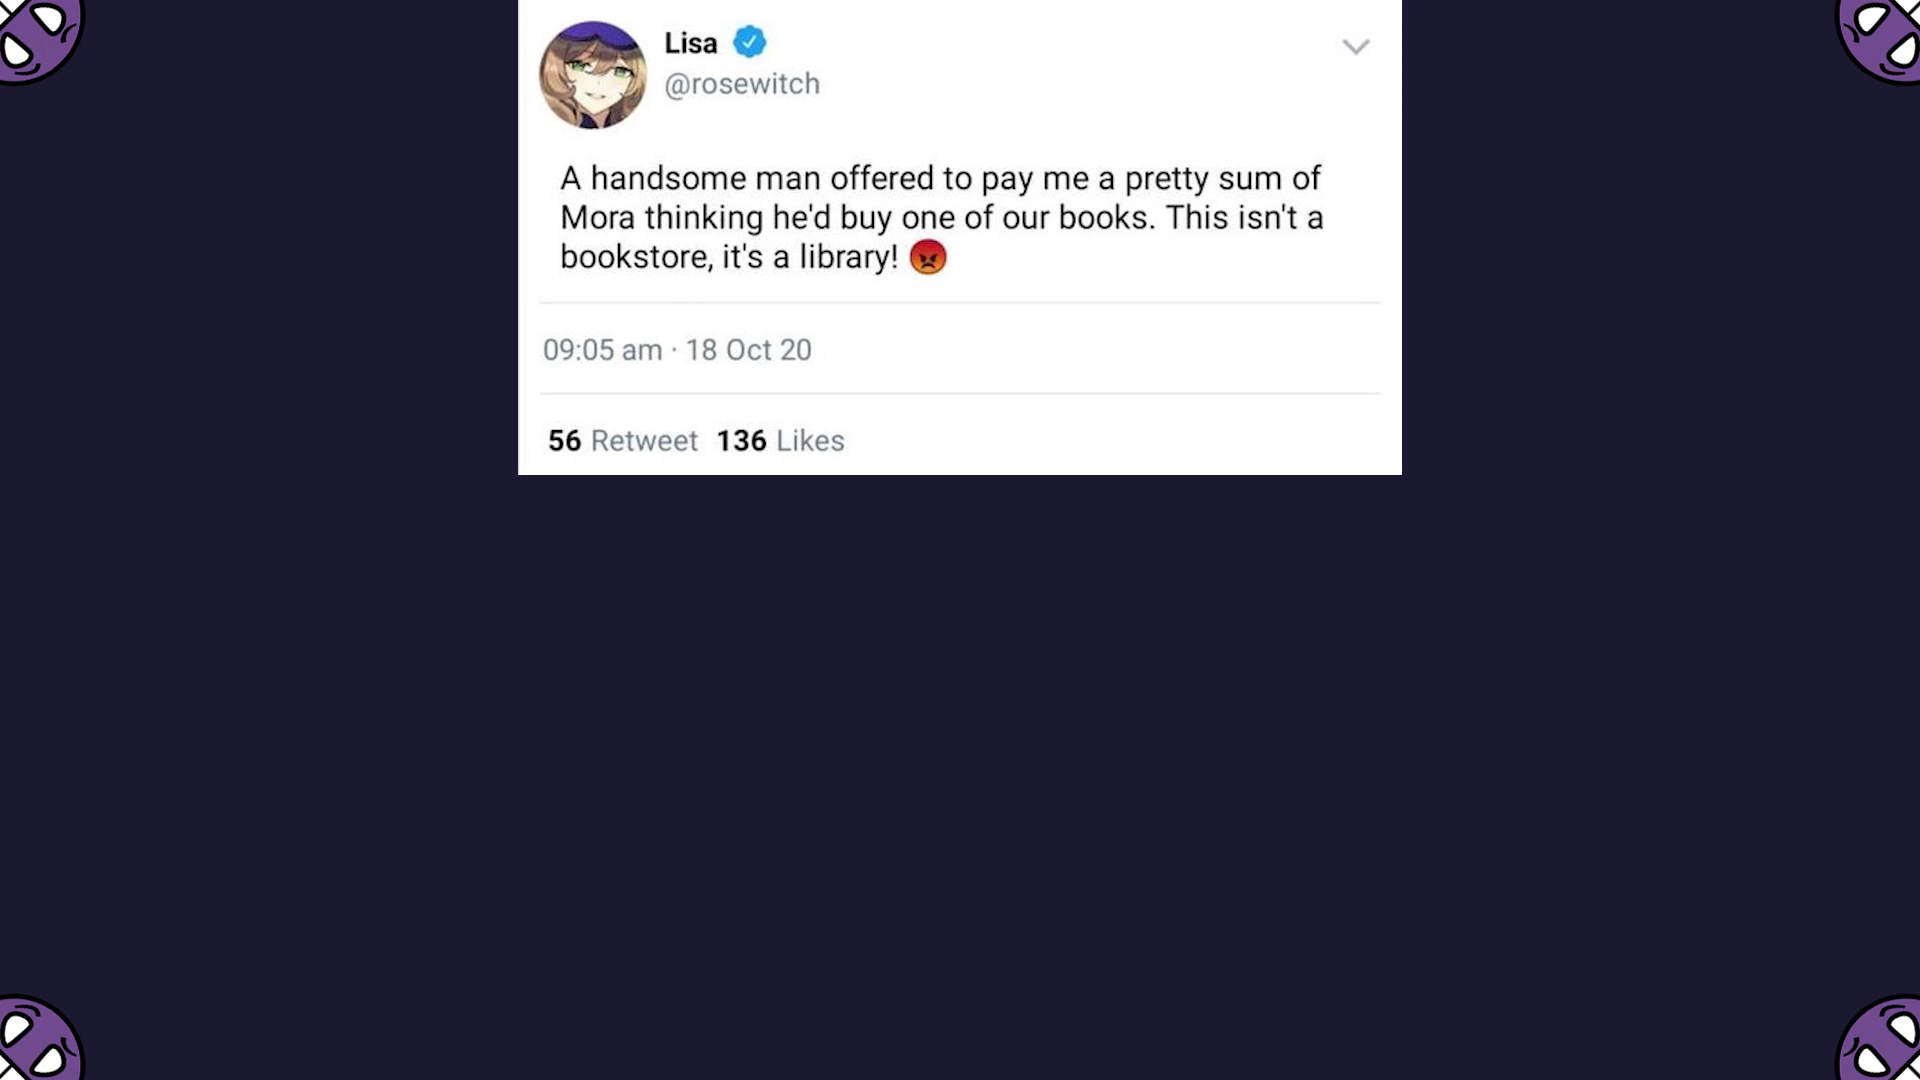 Lisa
@rosewitch
A handsome man offered to pay me a pretty sum of
Mora thinking he'd buy one of our books. This isn't a
bookstore, it's a library! 😡
09:05 am · 18 Oct 20
56 Retweet 136 Likes